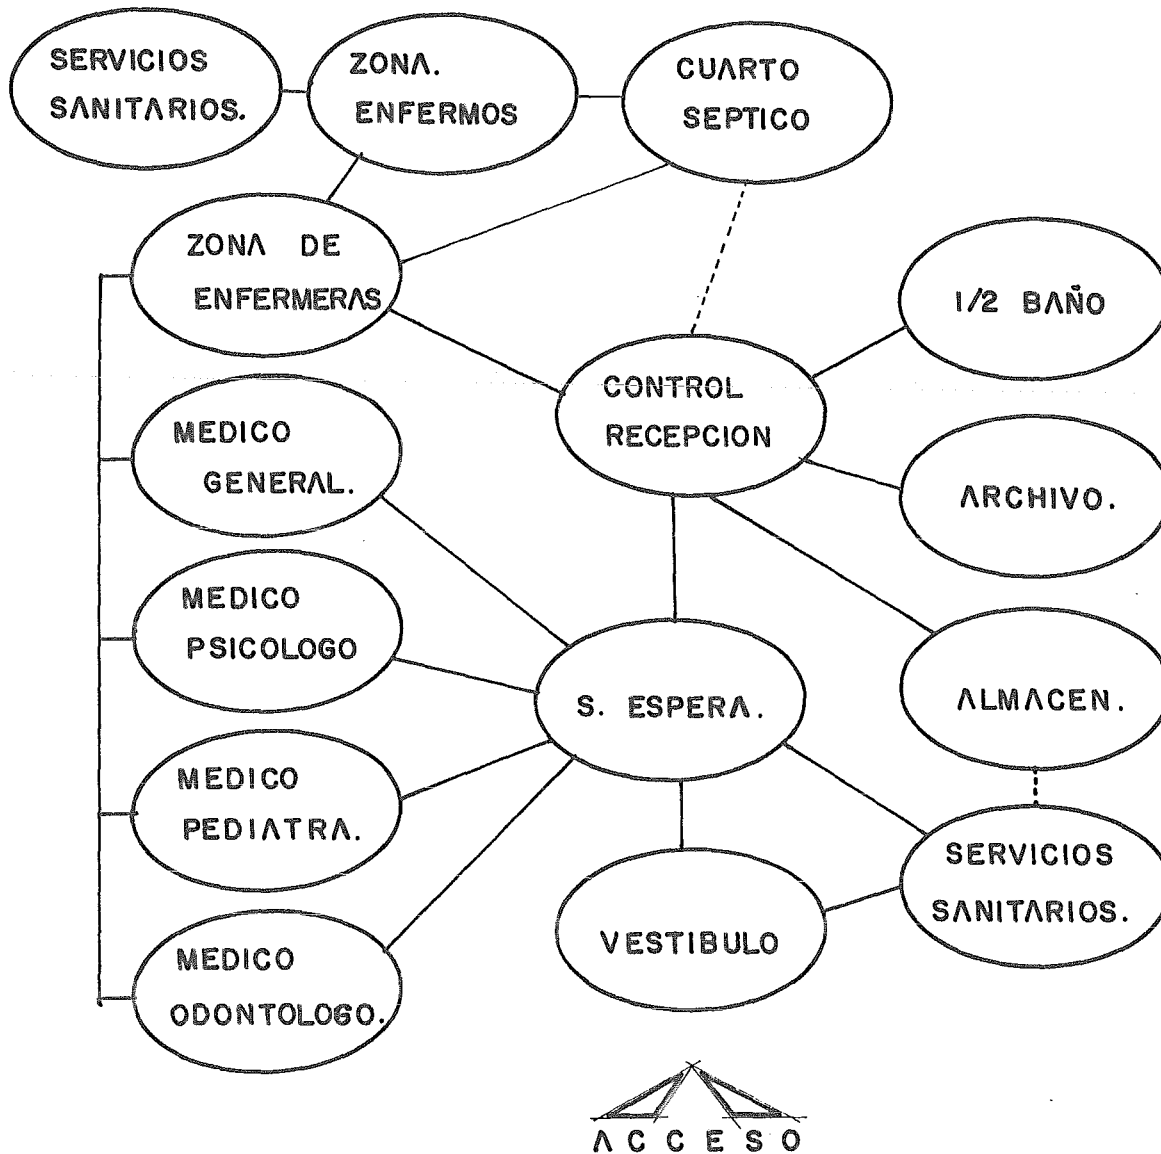 SERVICIOS
SANITARIOS.
ZONA.
ENFERMOS
CUARTO
SEPTICO
ZONA DE
ENFERMERAS
1/2 BAÑO
CONTROL
RECEPCION
MEDICO
GENERAL.
ARCHIVO.
MEDICO
PSICOLOGO
S. ESPERA.
ALMACEN.
MEDICO
PEDIATRA.
SERVICIOS
SANITARIOS.
VESTIBULO
MEDICO
ODONTOLOGO.
ACCESO